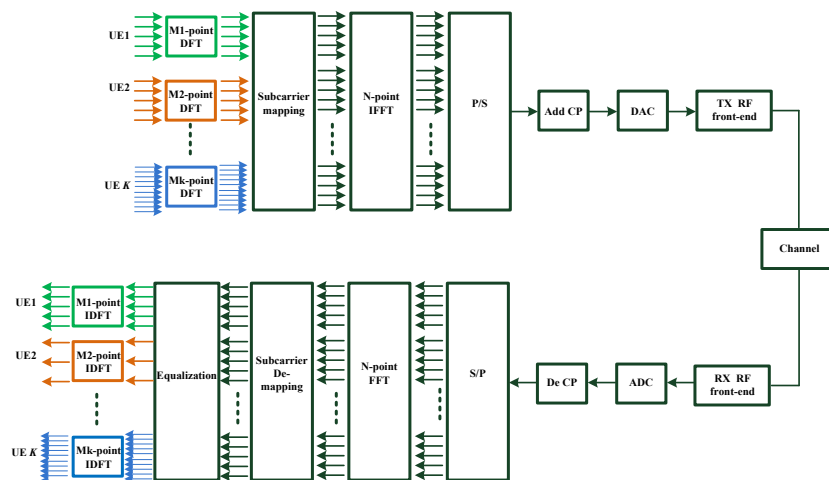 UE1
M1-point
DFT
UE2
M2-point
DFT
UE K
Mk-point
DFT
Subcarrier
mapping
N-point
IFFT
P/S
Add CP
DAC
TX RF
front-end
Channel
UE1
M1-point
IDFT
UE2
M2-point
IDFT
UE K
Mk-point
IDFT
Equalization
Subcarrier
De-
mapping
N-point
FFT
S/P
De CP
ADC
RX RF
front-end